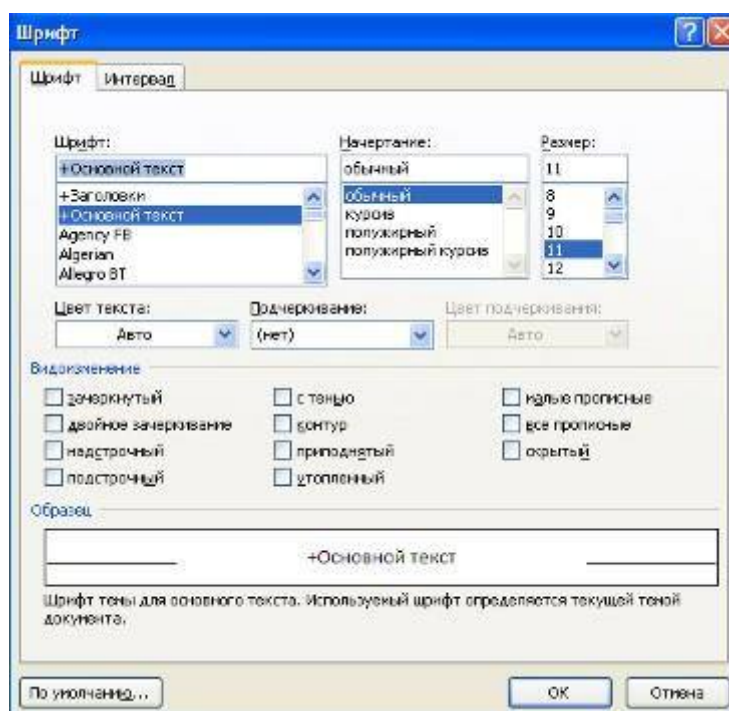 Шрифт
Шрифт Интервал
Шрифт: Начертание: Размер:
+Основной текст обычный 11
+Заголовки обычный 8
+Основной текст курсив 9
Agency FB полужирный 10
Algerian полужирный курсив 11
Allegro BT 12
Цвет текста: Подчеркивание: Цвет подчеркивания:
Авто (нет) Авто
Видоизменение
зачеркнутый с тенью малые прописные
двойное зачеркивание контур все прописные
надстрочный приподнятый скрытый
подстрочный утопленный
Образец
+Основной текст
Шрифт темы для основного текста. Используемый шрифт определяется текущей темой
документа.
По умолчанию... ОК Отмена